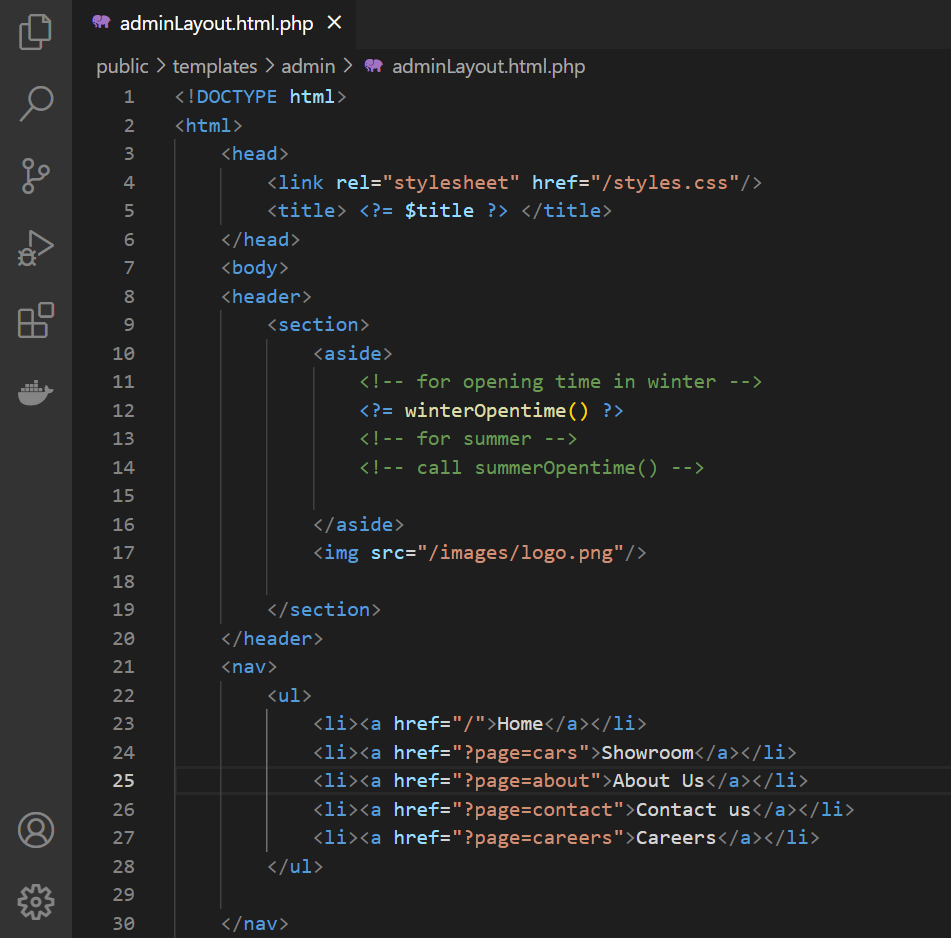 adminLayout.html.php ×
public > templates > admin > adminLayout.html.php
1 <!DOCTYPE html>
2 <html>
3 <head>
4 <link rel="stylesheet" href="/styles.css"/>
5 <title> <?= $title ?> </title>
6 </head>
7 <body>
8 <header>
9 <section>
10 <aside>
11 <!-- for opening time in winter -->
12 <?= winterOpentime() ?>
13 <!-- for summer -->
14 <!-- call summerOpentime() -->
15
16 </aside>
17 <img src="/images/logo.png"/>
18
19 </section>
20 </header>
21 <nav>
22 <ul>
23 <li><a href="/">Home</a></li>
24 <li><a href="?page=cars">Showroom</a></li>
25 <li><a href="?page=about">About Us</a></li>
26 <li><a href="?page=contact">Contact us</a></li>
27 <li><a href="?page=careers">Careers</a></li>
28 </ul>
29
30 </nav>